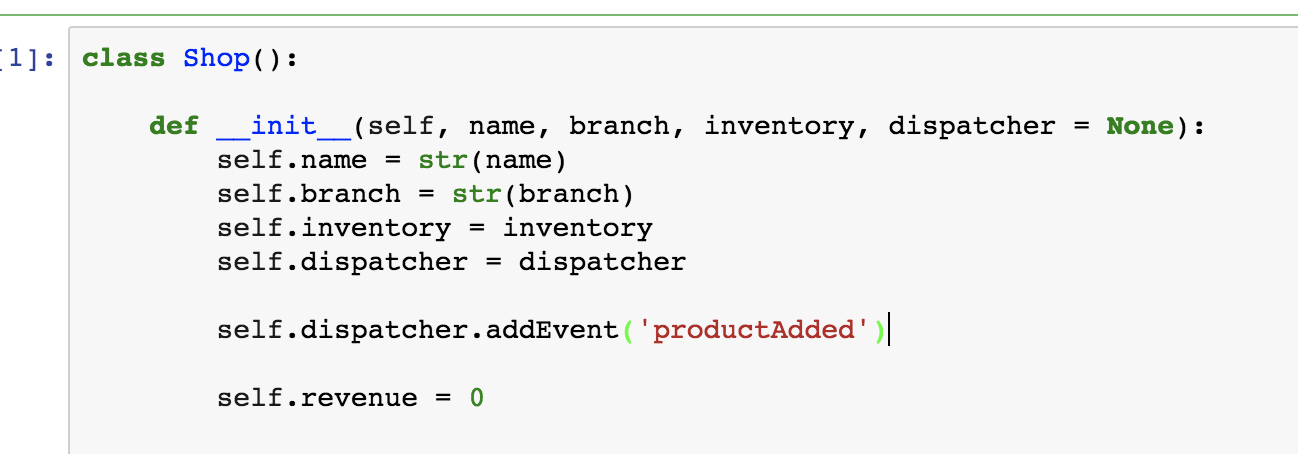 [1]: class Shop():
def __init__(self, name, branch, inventory, dispatcher = None):
self.name = str(name)
self.branch = str(branch)
self.inventory = inventory
self.dispatcher = dispatcher
self.dispatcher.addEvent('productAdded')
self.revenue = 0